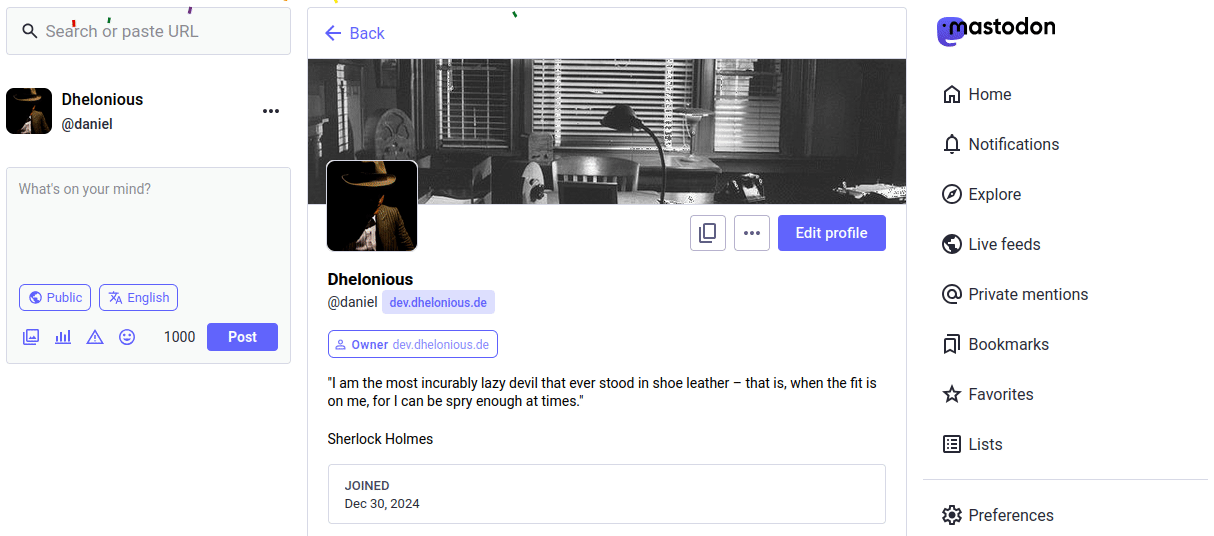 Search or paste URL
Dhelonious
@daniel
What's on your mind?
Public
English
1000
Post
Back
Edit profile
Dhelonious
@daniel dev.dhelonious.de
Owner dev.dhelonious.de
"I am the most incurably lazy devil that ever stood in shoe leather – that is, when the fit is
on me, for I can be spry enough at times."
Sherlock Holmes
JOINED
Dec 30, 2024
mastodon
Home
Notifications
Explore
Live feeds
Private mentions
Bookmarks
Favorites
Lists
Preferences